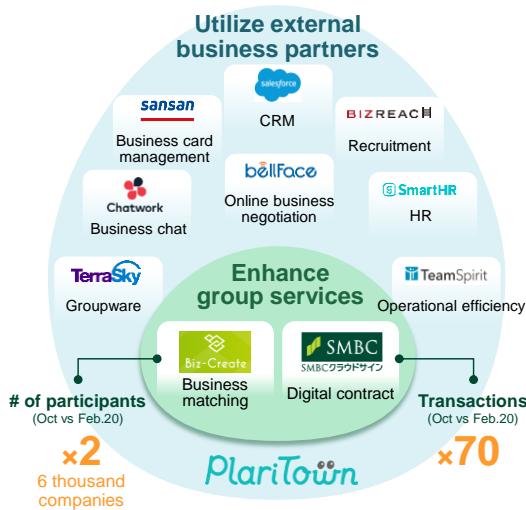 Utilize external
business partners
salesforce
CRM
sansan
Business card
management
BIZREACH
Recruitment
bellFace
Online business
negotiation
Chatwork
Business chat
SmartHR
HR
TerraSky
Groupware
TeamSpirit
Operational efficiency
Enhance
group services
Biz-Create
Business
matching
SMBC
SMBCクラウドサイン
Digital contract
# of participants
(Oct vs Feb.20)
×2
6 thousand
companies
Transactions
(Oct vs Feb.20)
×70
PlariTown